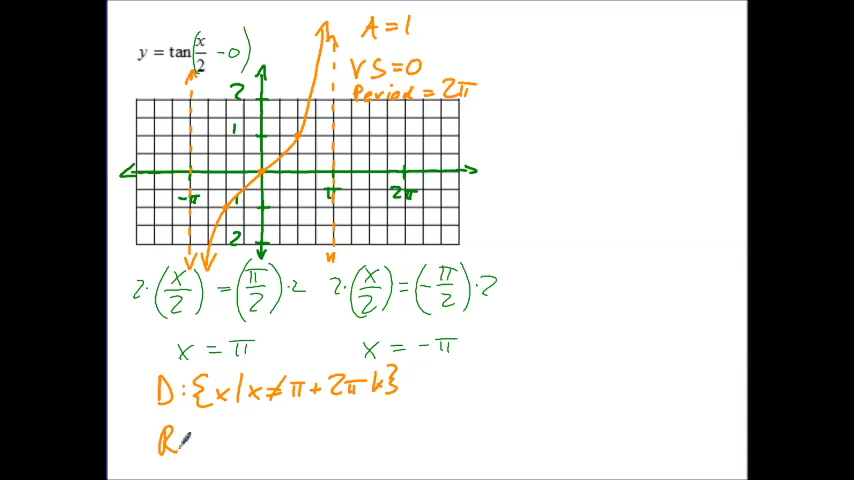 A = 1
y = tan(x/2 - 0)
VS = 0
Period = 2π
2
1
-π π 2π
1
2
2·(x/2) = (π/2)·2 2·(x/2) = (-π/2)·2
x = π x = -π
D: {x | x ≠ π + 2πk}
R